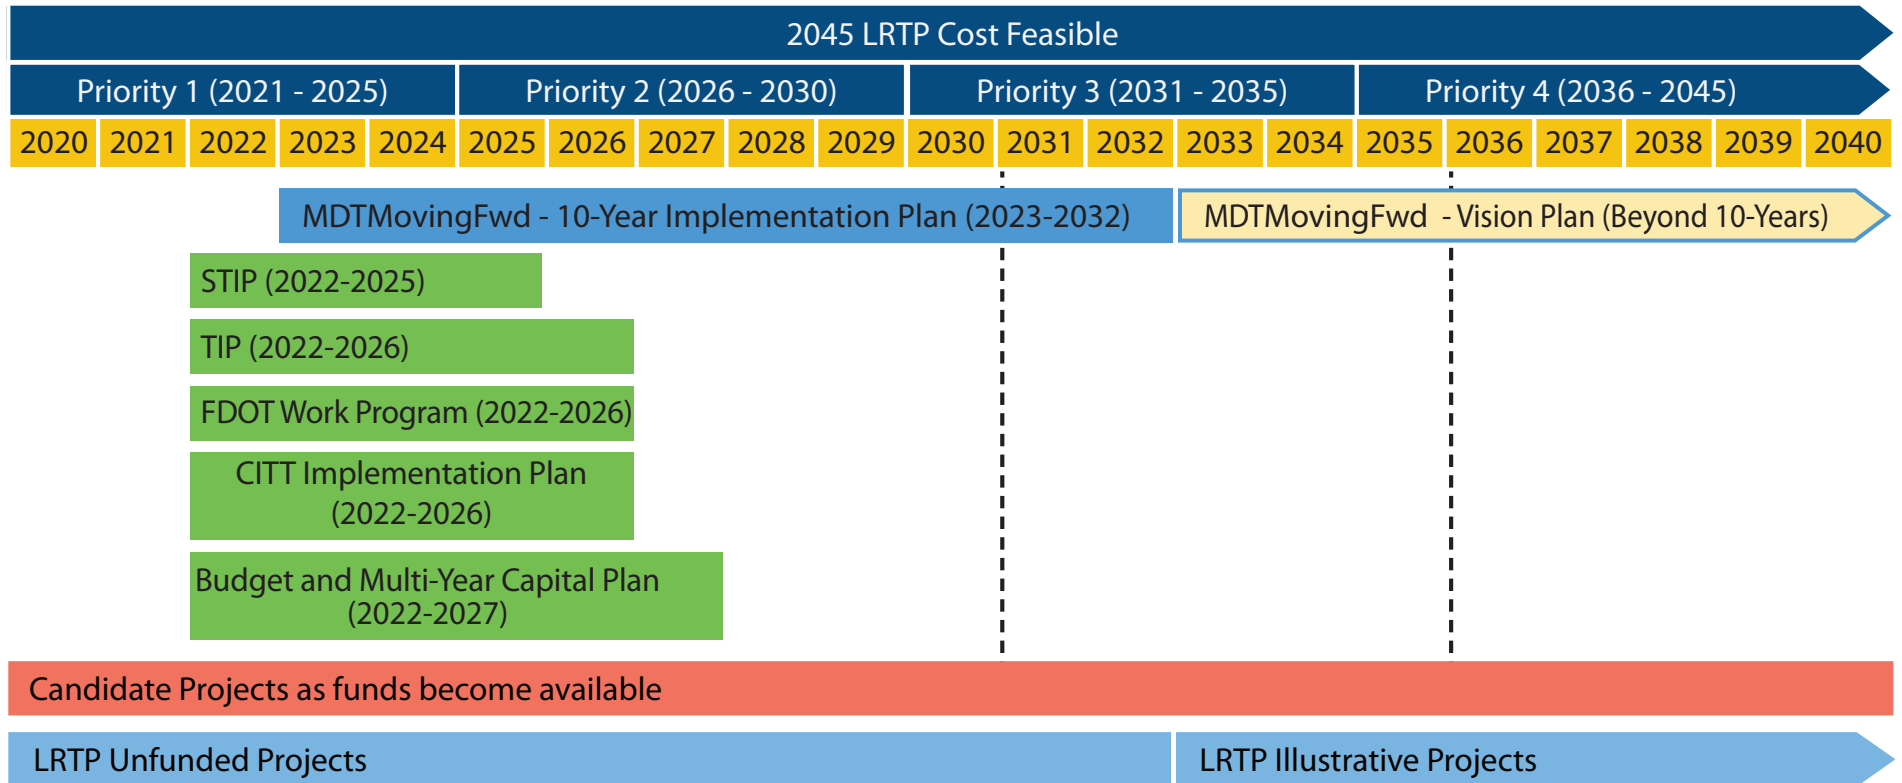 2045 LRTP Cost Feasible
Priority 1 (2021 - 2025) Priority 2 (2026 - 2030) Priority 3 (2031 - 2035) Priority 4 (2036 - 2045)
2020 2021 2022 2023 2024 2025 2026 2027 2028 2029 2030 2031 2032 2033 2034 2035 2036 2037 2038 2039 2040
MDTMovingFwd - 10-Year Implementation Plan (2023-2032) MDTMovingFwd - Vision Plan (Beyond 10-Years)
STIP (2022-2025)
TIP (2022-2026)
FDOT Work Program (2022-2026)
CITT Implementation Plan
(2022-2026)
Budget and Multi-Year Capital Plan
(2022-2027)
Candidate Projects as funds become available
LRTP Unfunded Projects LRTP Illustrative Projects